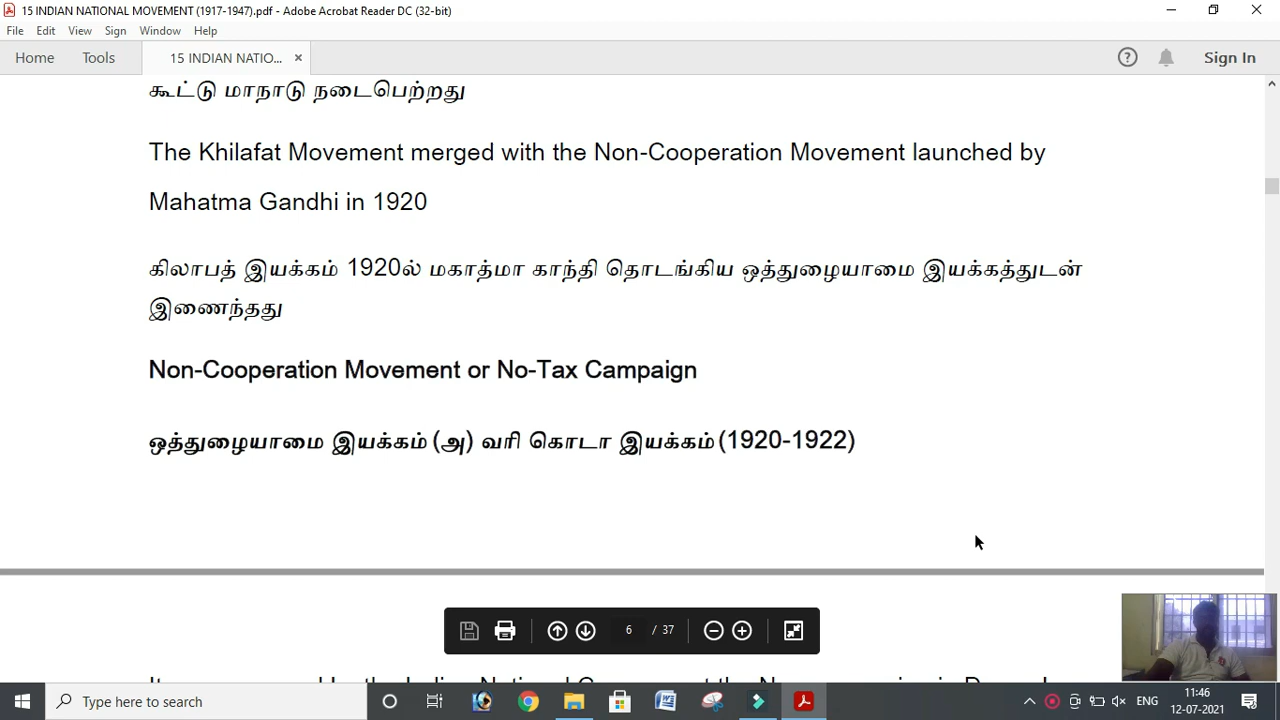 15 INDIAN NATIONAL MOVEMENT (1917-1947).pdf - Adobe Acrobat Reader DC (32-bit)
File Edit View Sign Window Help
Home Tools 15 INDIAN NATIO... × Sign In
கூட்டு மாநாடு நடைபெற்றது
The Khilafat Movement merged with the Non-Cooperation Movement launched by
Mahatma Gandhi in 1920
கிலாபத் இயக்கம் 1920ல் மகாத்மா காந்தி தொடங்கிய ஒத்துழையாமை இயக்கத்துடன்
இணைந்தது
Non-Cooperation Movement or No-Tax Campaign
ஒத்துழையாமை இயக்கம் (அ) வரி கொடா இயக்கம் (1920-1922)
6 / 37
Type here to search
ENG
11:46
12-07-2021